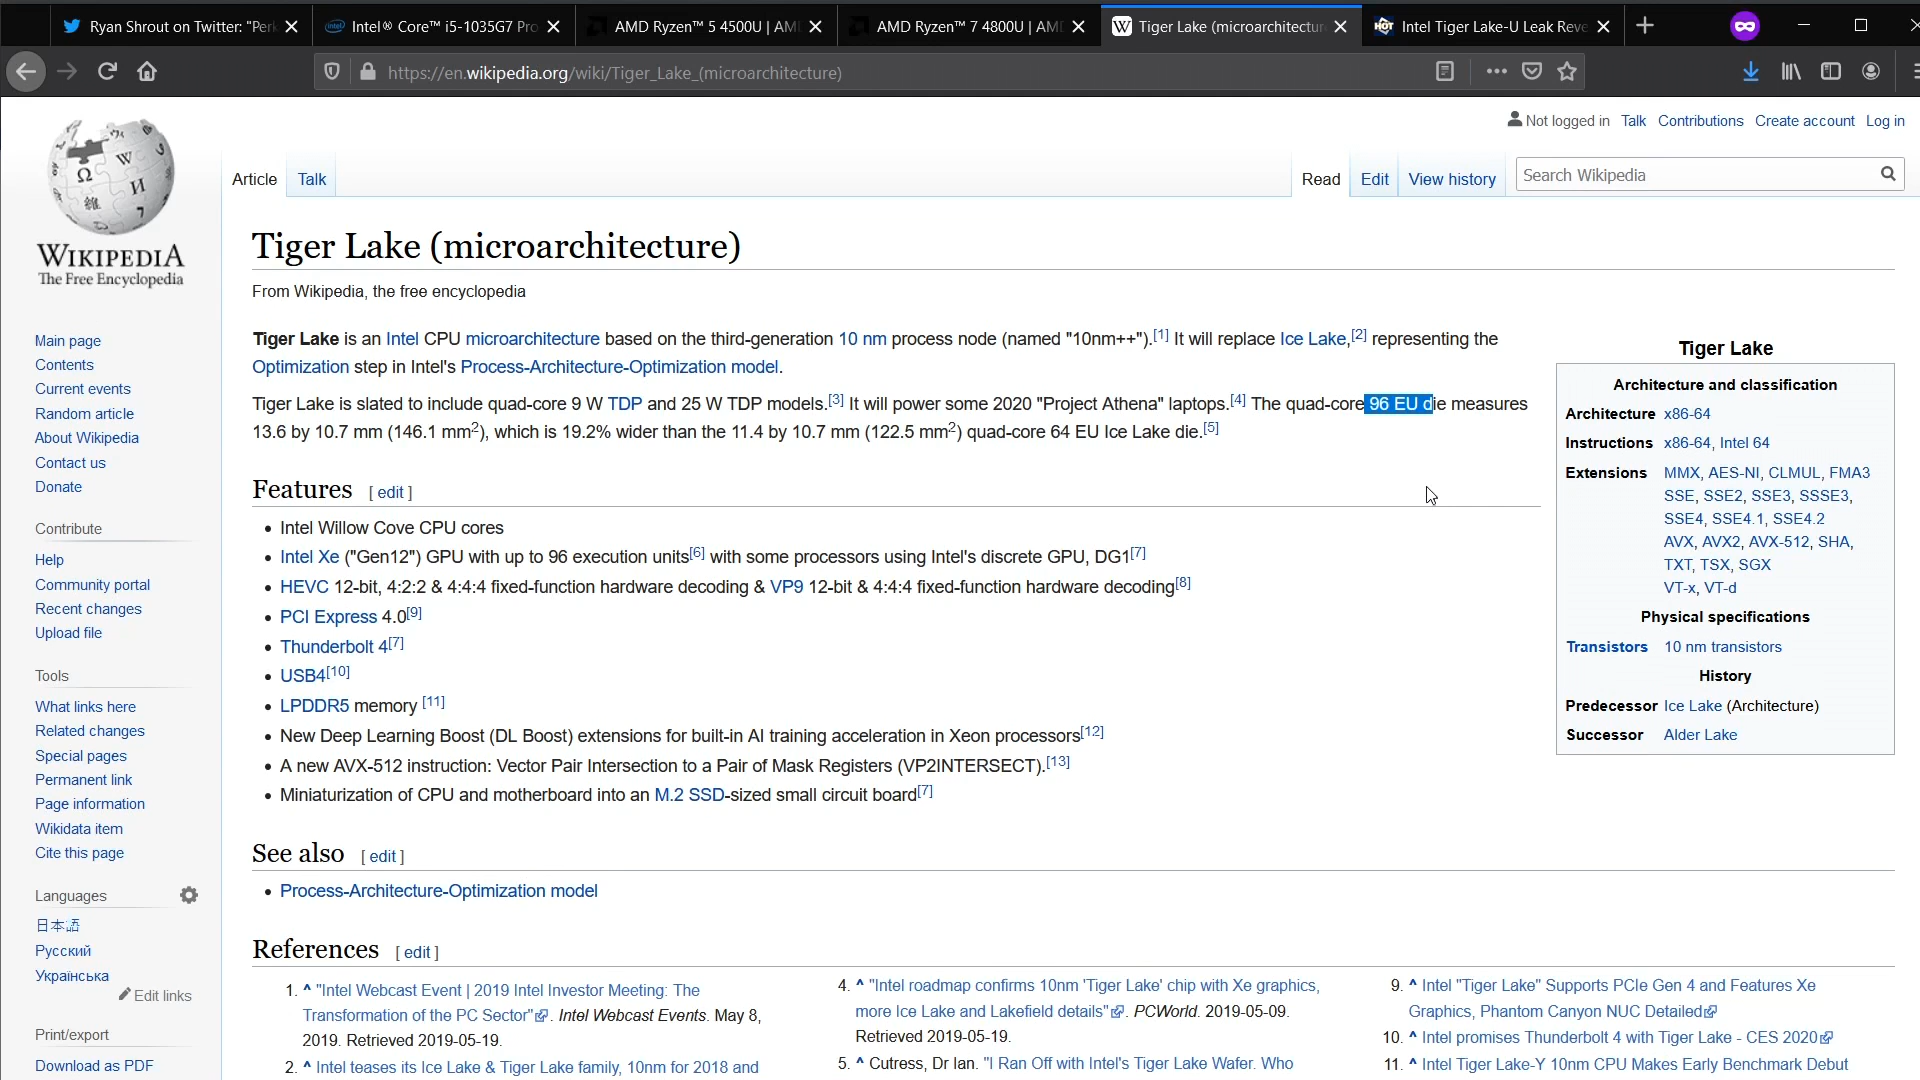 Ryan Shrout on Twitter: "Perk
Intel® Core™ i5-1035G7 Pro
AMD Ryzen™ 5 4500U | AM
AMD Ryzen™ 7 4800U | AM
W Tiger Lake (microarchitectur
HOT Intel Tiger Lake-U Leak Reve
https://en.wikipedia.org/wiki/Tiger_Lake_(microarchitecture)
Not logged in Talk Contributions Create account Log in
Article Talk
Read Edit View history
Search Wikipedia
WIKIPEDIA
The Free Encyclopedia
Main page
Contents
Current events
Random article
About Wikipedia
Contact us
Donate
Contribute
Help
Community portal
Recent changes
Upload file
Tools
What links here
Related changes
Special pages
Permanent link
Page information
Wikidata item
Cite this page
Languages
日本語
Русский
Українська
Edit links
Print/export
Download as PDF
Tiger Lake (microarchitecture)
From Wikipedia, the free encyclopedia
Tiger Lake is an Intel CPU microarchitecture based on the third-generation 10 nm process node (named "10nm++").[1] It will replace Ice Lake,[2] representing the
Optimization step in Intel's Process-Architecture-Optimization model.
Tiger Lake is slated to include quad-core 9 W TDP and 25 W TDP models.[3] It will power some 2020 "Project Athena" laptops.[4] The quad-core 96 EU die measures
13.6 by 10.7 mm (146.1 mm2), which is 19.2% wider than the 11.4 by 10.7 mm (122.5 mm2) quad-core 64 EU Ice Lake die.[5]
Features [ edit ]
• Intel Willow Cove CPU cores
• Intel Xe ("Gen12") GPU with up to 96 execution units[6] with some processors using Intel's discrete GPU, DG1[7]
• HEVC 12-bit, 4:2:2 & 4:4:4 fixed-function hardware decoding & VP9 12-bit & 4:4:4 fixed-function hardware decoding[8]
• PCI Express 4.0[9]
• Thunderbolt 4[7]
• USB4[10]
• LPDDR5 memory [11]
• New Deep Learning Boost (DL Boost) extensions for built-in AI training acceleration in Xeon processors[12]
• A new AVX-512 instruction: Vector Pair Intersection to a Pair of Mask Registers (VP2INTERSECT).[13]
• Miniaturization of CPU and motherboard into an M.2 SSD-sized small circuit board[7]
Tiger Lake
Architecture and classification
Architecture x86-64
Instructions x86-64, Intel 64
Extensions MMX, AES-NI, CLMUL, FMA3
SSE, SSE2, SSE3, SSSE3,
SSE4, SSE4.1, SSE4.2
AVX, AVX2, AVX-512, SHA,
TXT, TSX, SGX
VT-x, VT-d
Physical specifications
Transistors 10 nm transistors
History
Predecessor Ice Lake (Architecture)
Successor Alder Lake
See also [ edit ]
• Process-Architecture-Optimization model
References [ edit ]
1. ^ "Intel Webcast Event | 2019 Intel Investor Meeting: The
Transformation of the PC Sector". Intel Webcast Events. May 8,
2019. Retrieved 2019-05-19.
2. ^ Intel teases its Ice Lake & Tiger Lake family, 10nm for 2018 and
4. ^ "Intel roadmap confirms 10nm 'Tiger Lake' chip with Xe graphics,
more Ice Lake and Lakefield details". PCWorld. 2019-05-09.
Retrieved 2019-05-19.
5. ^ Cutress, Dr Ian. "I Ran Off with Intel's Tiger Lake Wafer. Who
9. ^ Intel "Tiger Lake" Supports PCIe Gen 4 and Features Xe
Graphics, Phantom Canyon NUC Detailed
10. ^ Intel promises Thunderbolt 4 with Tiger Lake - CES 2020
11. ^ Intel Tiger Lake-Y 10nm CPU Makes Early Benchmark Debut